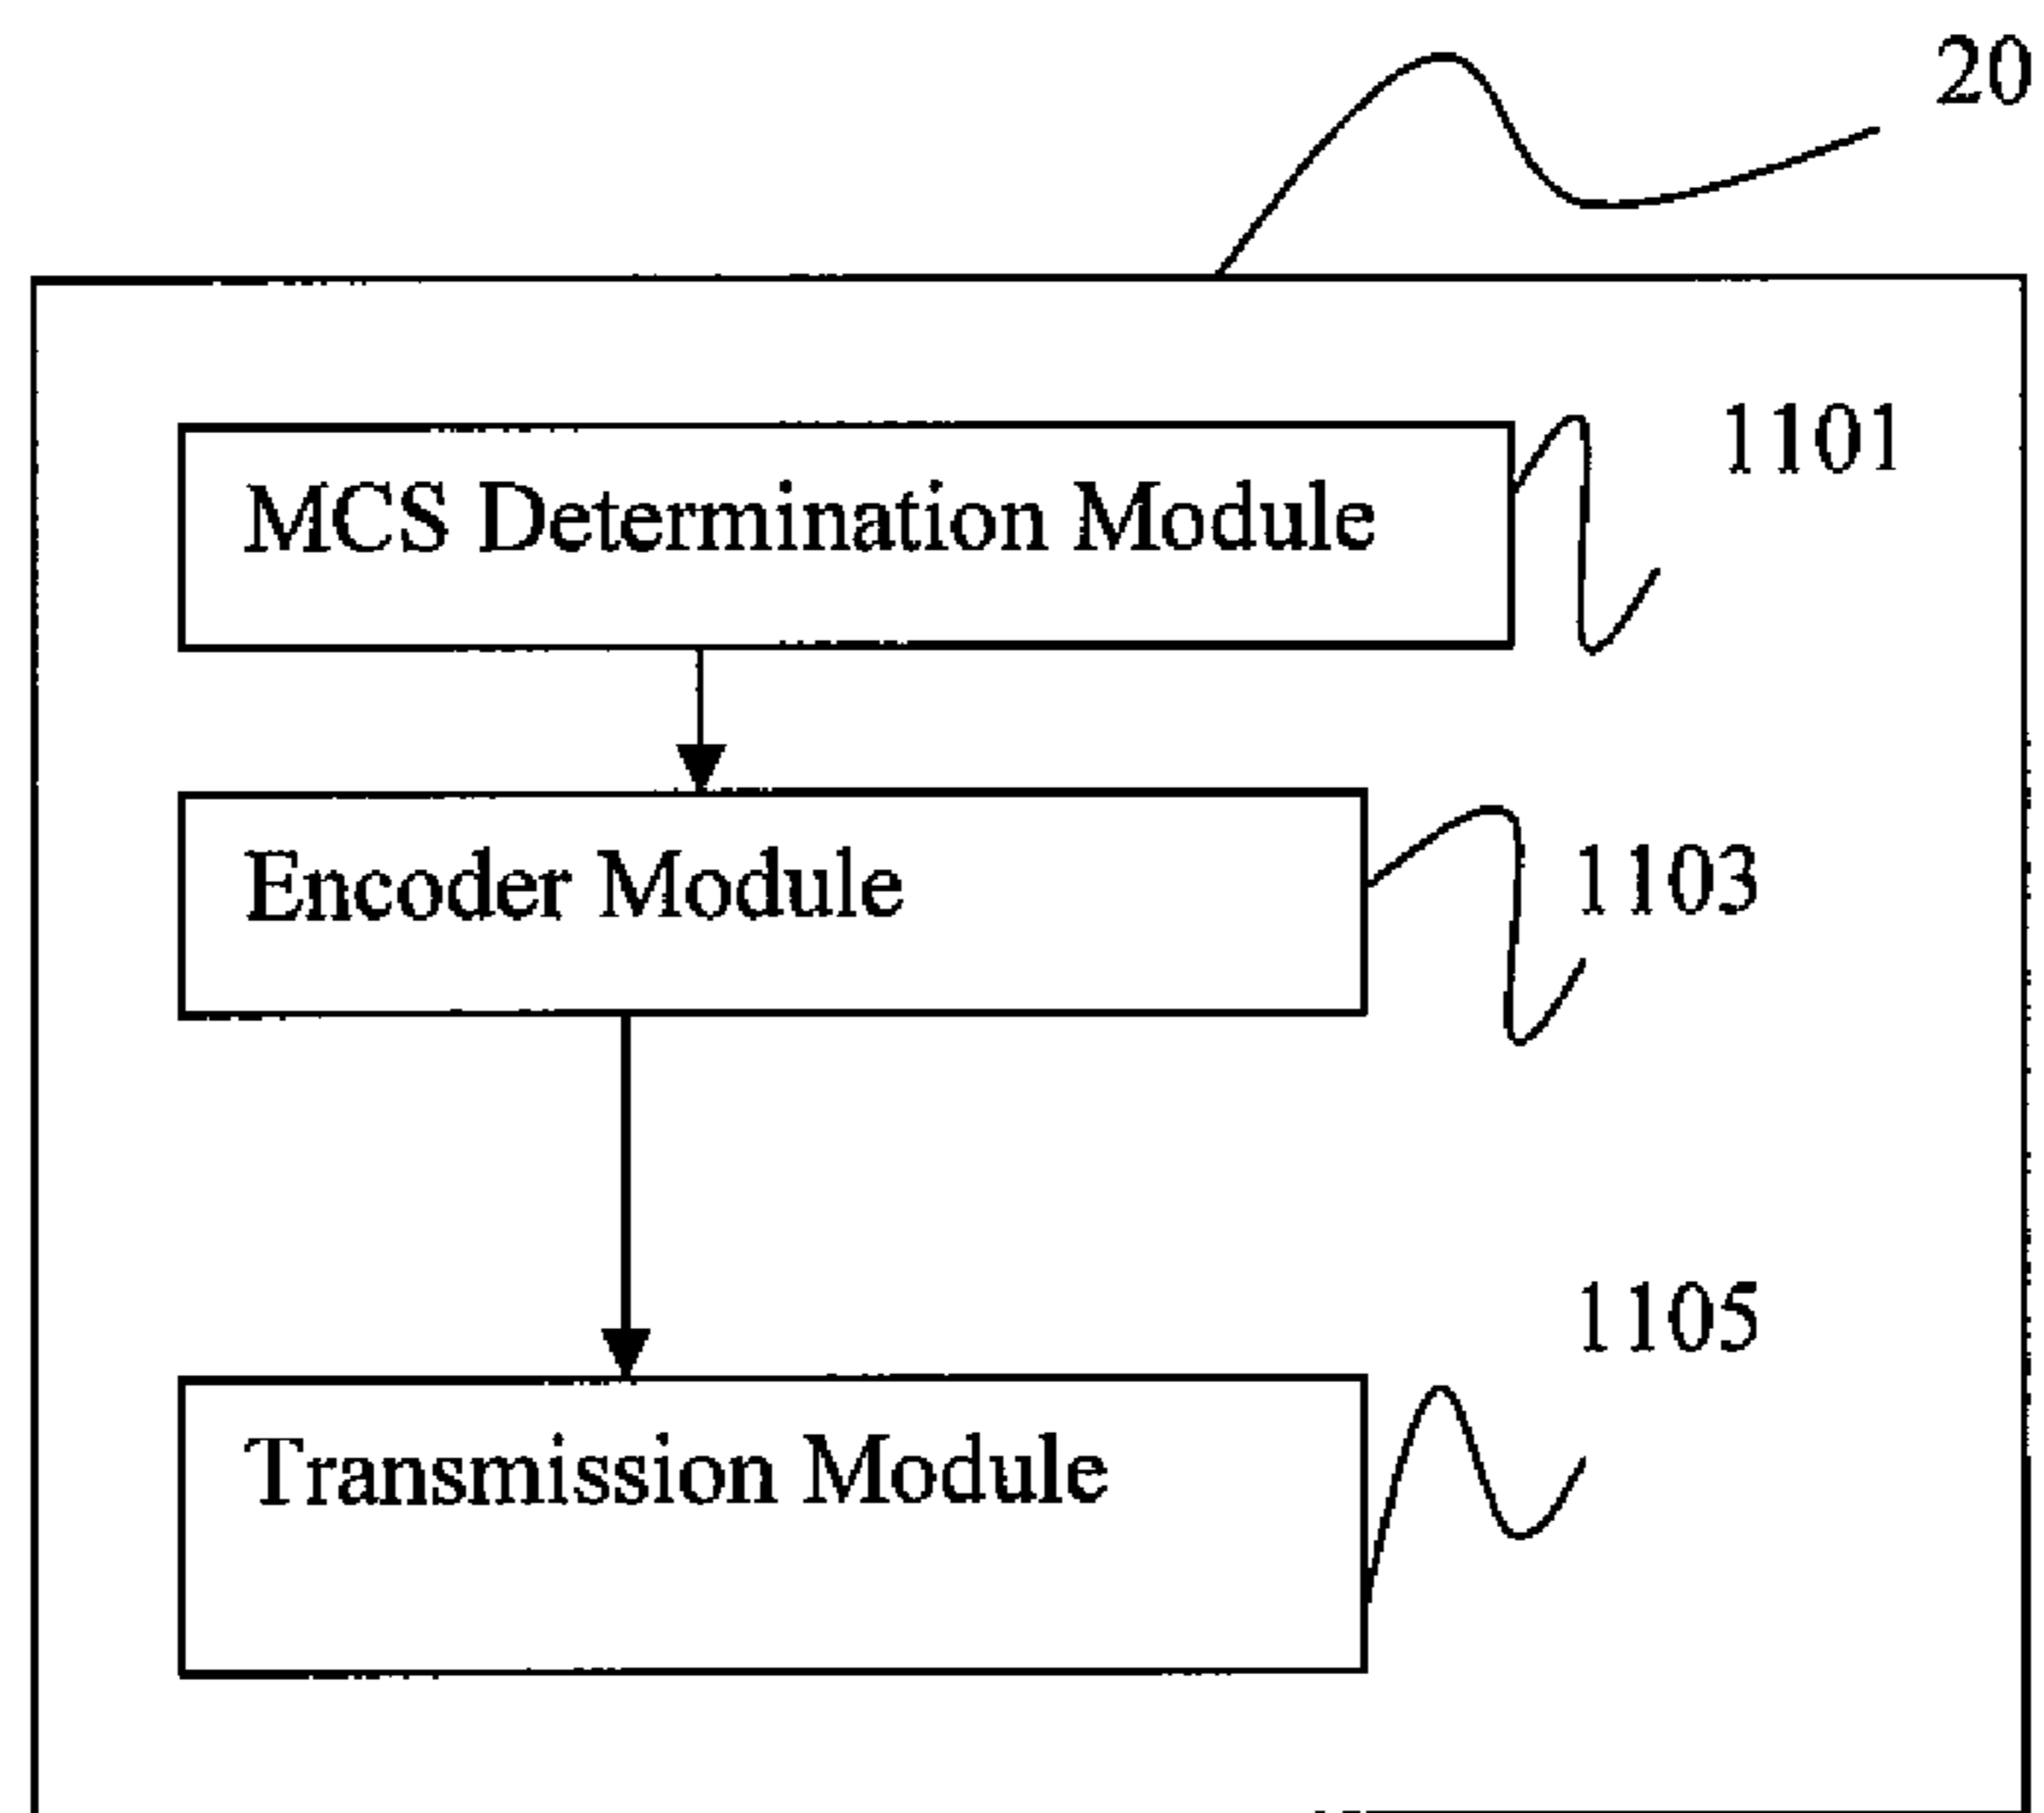 20
1101
MCS Determination Module
Encoder Module
1103
1105
Transmission Module